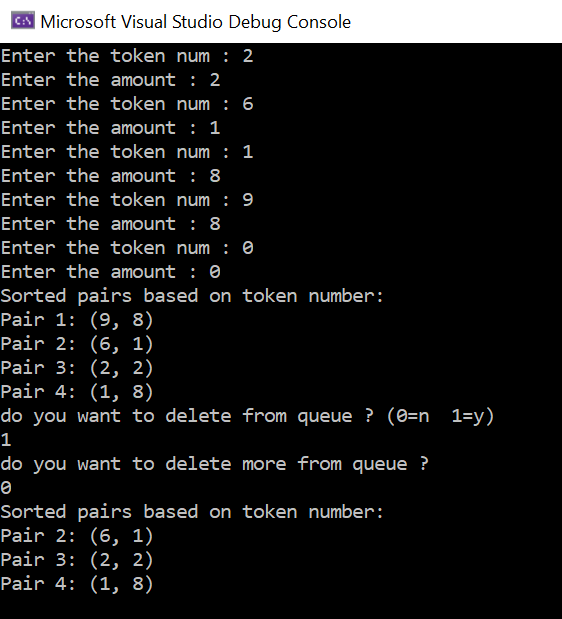 C:\ Microsoft Visual Studio Debug Console
Enter the token num : 2
Enter the amount : 2
Enter the token num : 6
Enter the amount : 1
Enter the token num : 1
Enter the amount : 8
Enter the token num : 9
Enter the amount : 8
Enter the token num : 0
Enter the amount : 0
Sorted pairs based on token number:
Pair 1: (9, 8)
Pair 2: (6, 1)
Pair 3: (2, 2)
Pair 4: (1, 8)
do you want to delete from queue ? (0=n  1=y)
1
do you want to delete more from queue ?
0
Sorted pairs based on token number:
Pair 2: (6, 1)
Pair 3: (2, 2)
Pair 4: (1, 8)